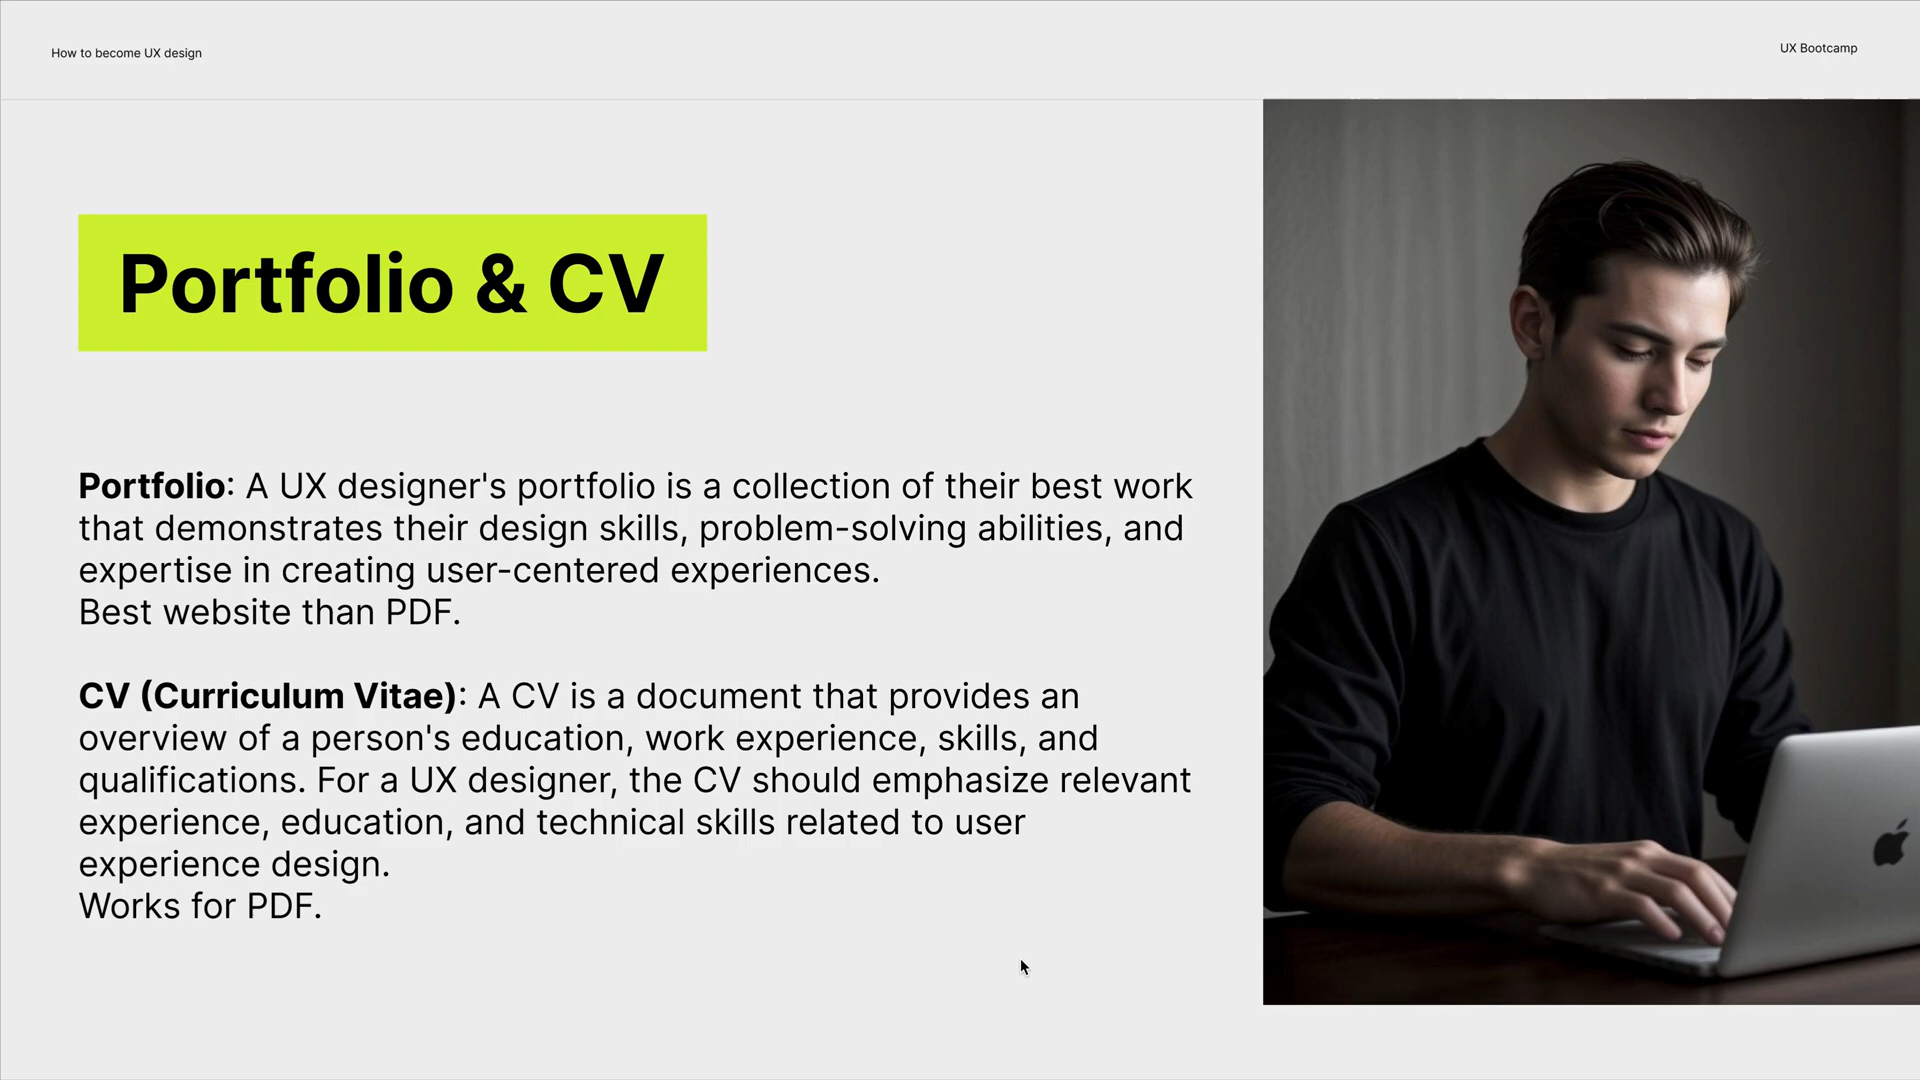 How to become UX design
UX Bootcamp
Portfolio & CV
Portfolio: A UX designer's portfolio is a collection of their best work
that demonstrates their design skills, problem-solving abilities, and
expertise in creating user-centered experiences.
Best website than PDF.
CV (Curriculum Vitae): A CV is a document that provides an
overview of a person's education, work experience, skills, and
qualifications. For a UX designer, the CV should emphasize relevant
experience, education, and technical skills related to user
experience design.
Works for PDF.